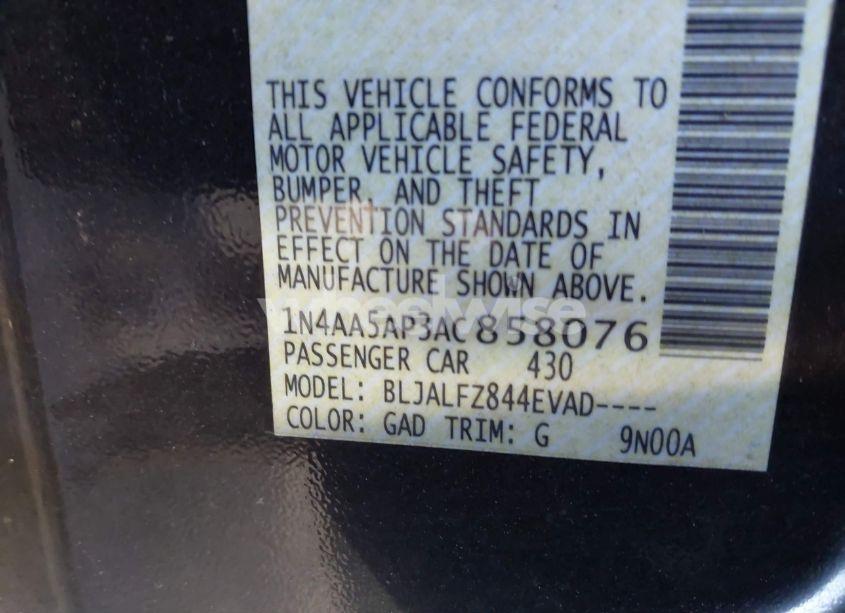 THIS VEHICLE CONFORMS TO
ALL APPLICABLE FEDERAL
MOTOR VEHICLE SAFETY,
BUMPER, AND THEFT
PREVENTION STANDARDS IN
EFFECT ON THE DATE OF
MANUFACTURE SHOWN ABOVE.
wheelwise
1N4AA5AP3AC858076
PASSENGER CAR 430
MODEL: BLJALFZ844EVAD----
COLOR: GAD TRIM: G 9N00A